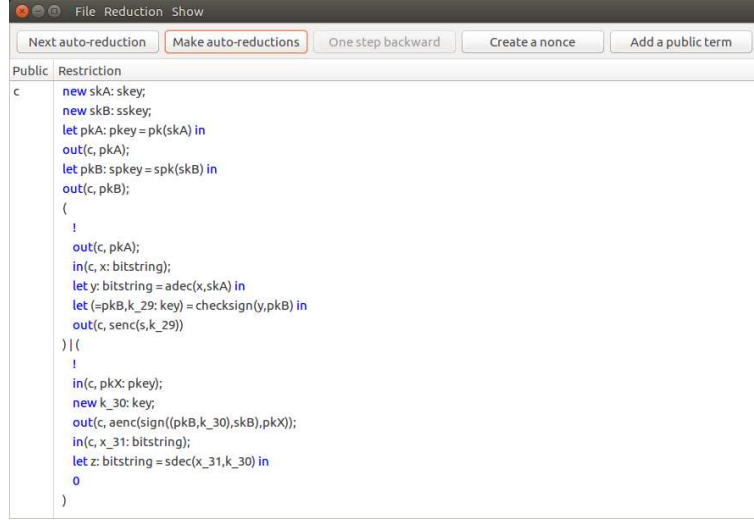 File Reduction Show
Next auto-reduction Make auto-reductions One step backward Create a nonce Add a public term
Public Restriction
c new skA: skey;
new skB: sskey;
let pkA: pkey = pk(skA) in
out(c, pkA);
let pkB: spkey = spk(skB) in
out(c, pkB);
(
!
out(c, pkA);
in(c, x: bitstring);
let y: bitstring = adec(x,skA) in
let (=pkB,k_29: key) = checksign(y,pkB) in
out(c, senc(s,k_29))
) | (
!
in(c, pkX: pkey);
new k_30: key;
out(c, aenc(sign((pkB,k_30),skB),pkX));
in(c, x_31: bitstring);
let z: bitstring = sdec(x_31,k_30) in
0
)